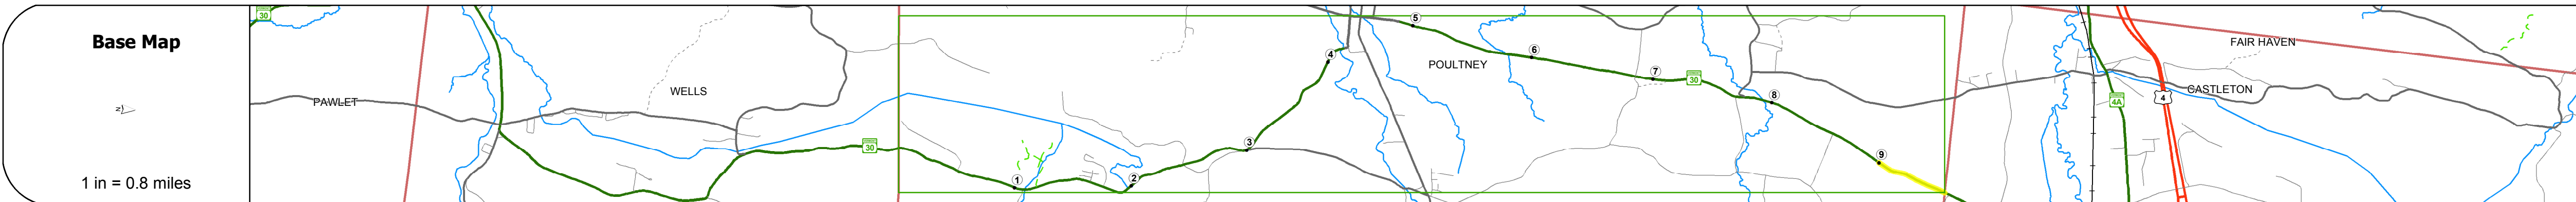 Base Map
N
1 in = 0.8 miles
30
PAWLET
WELLS
30
1
2
3
4
5
6
7
8
9
POULTNEY
30
4A
4
FAIR HAVEN
CASTLETON